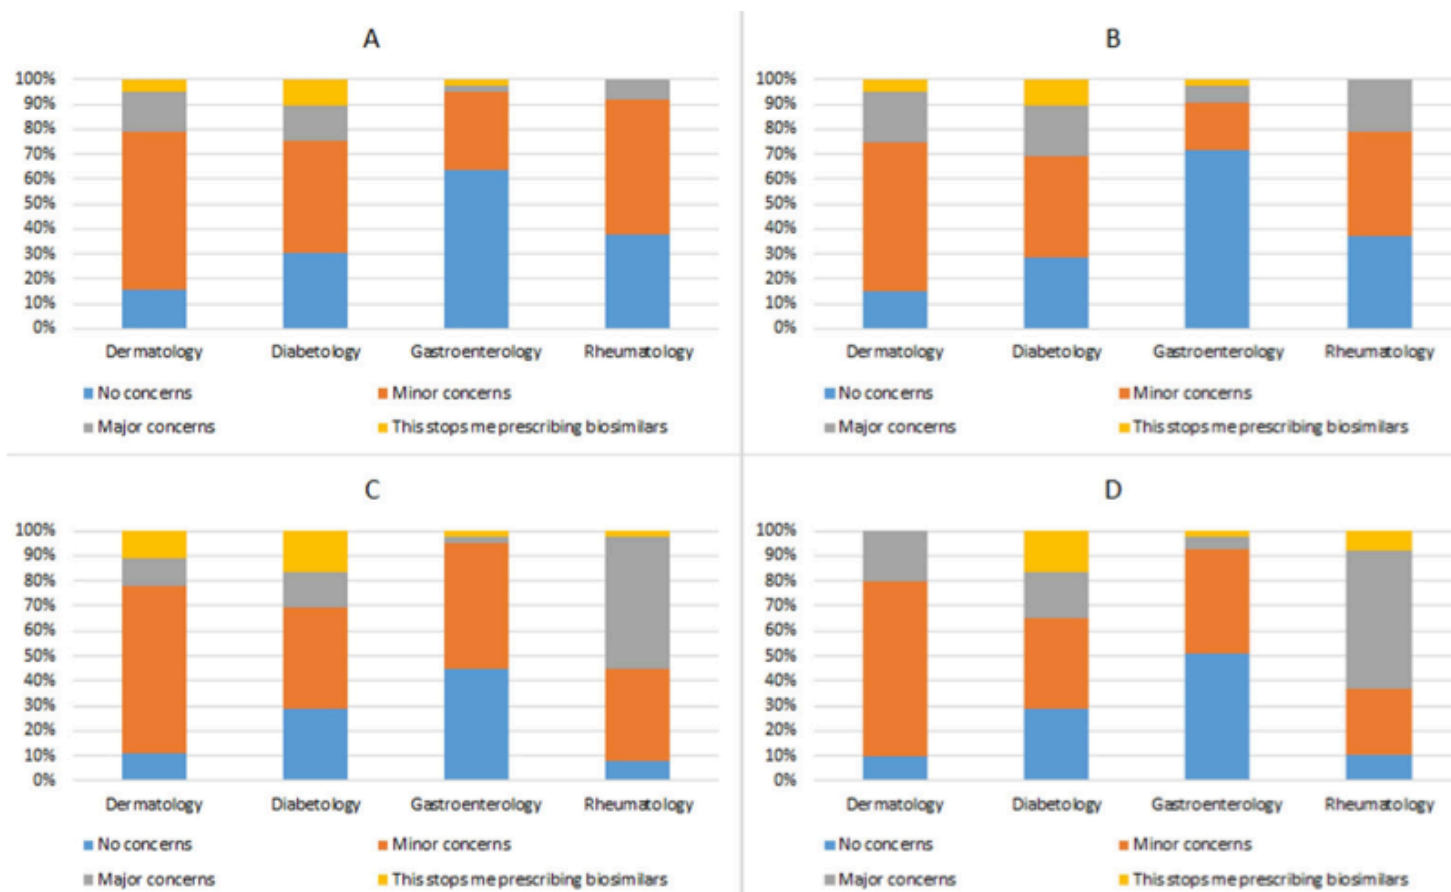 A
100%
90%
80%
70%
60%
50%
40%
30%
20%
10%
0%
Dermatology Diabetology Gastroenterology Rheumatology
No concerns Minor concerns
Major concerns This stops me prescribing biosimilars
B
100%
90%
80%
70%
60%
50%
40%
30%
20%
10%
0%
Dermatology Diabetology Gastroenterology Rheumatology
No concerns Minor concerns
Major concerns This stops me prescribing biosimilars
C
100%
90%
80%
70%
60%
50%
40%
30%
20%
10%
0%
Dermatology Diabetology Gastroenterology Rheumatology
No concerns Minor concerns
Major concerns This stops me prescribing biosimilars
D
100%
90%
80%
70%
60%
50%
40%
30%
20%
10%
0%
Dermatology Diabetology Gastroenterology Rheumatology
No concerns Minor concerns
Major concerns This stops me prescribing biosimilars